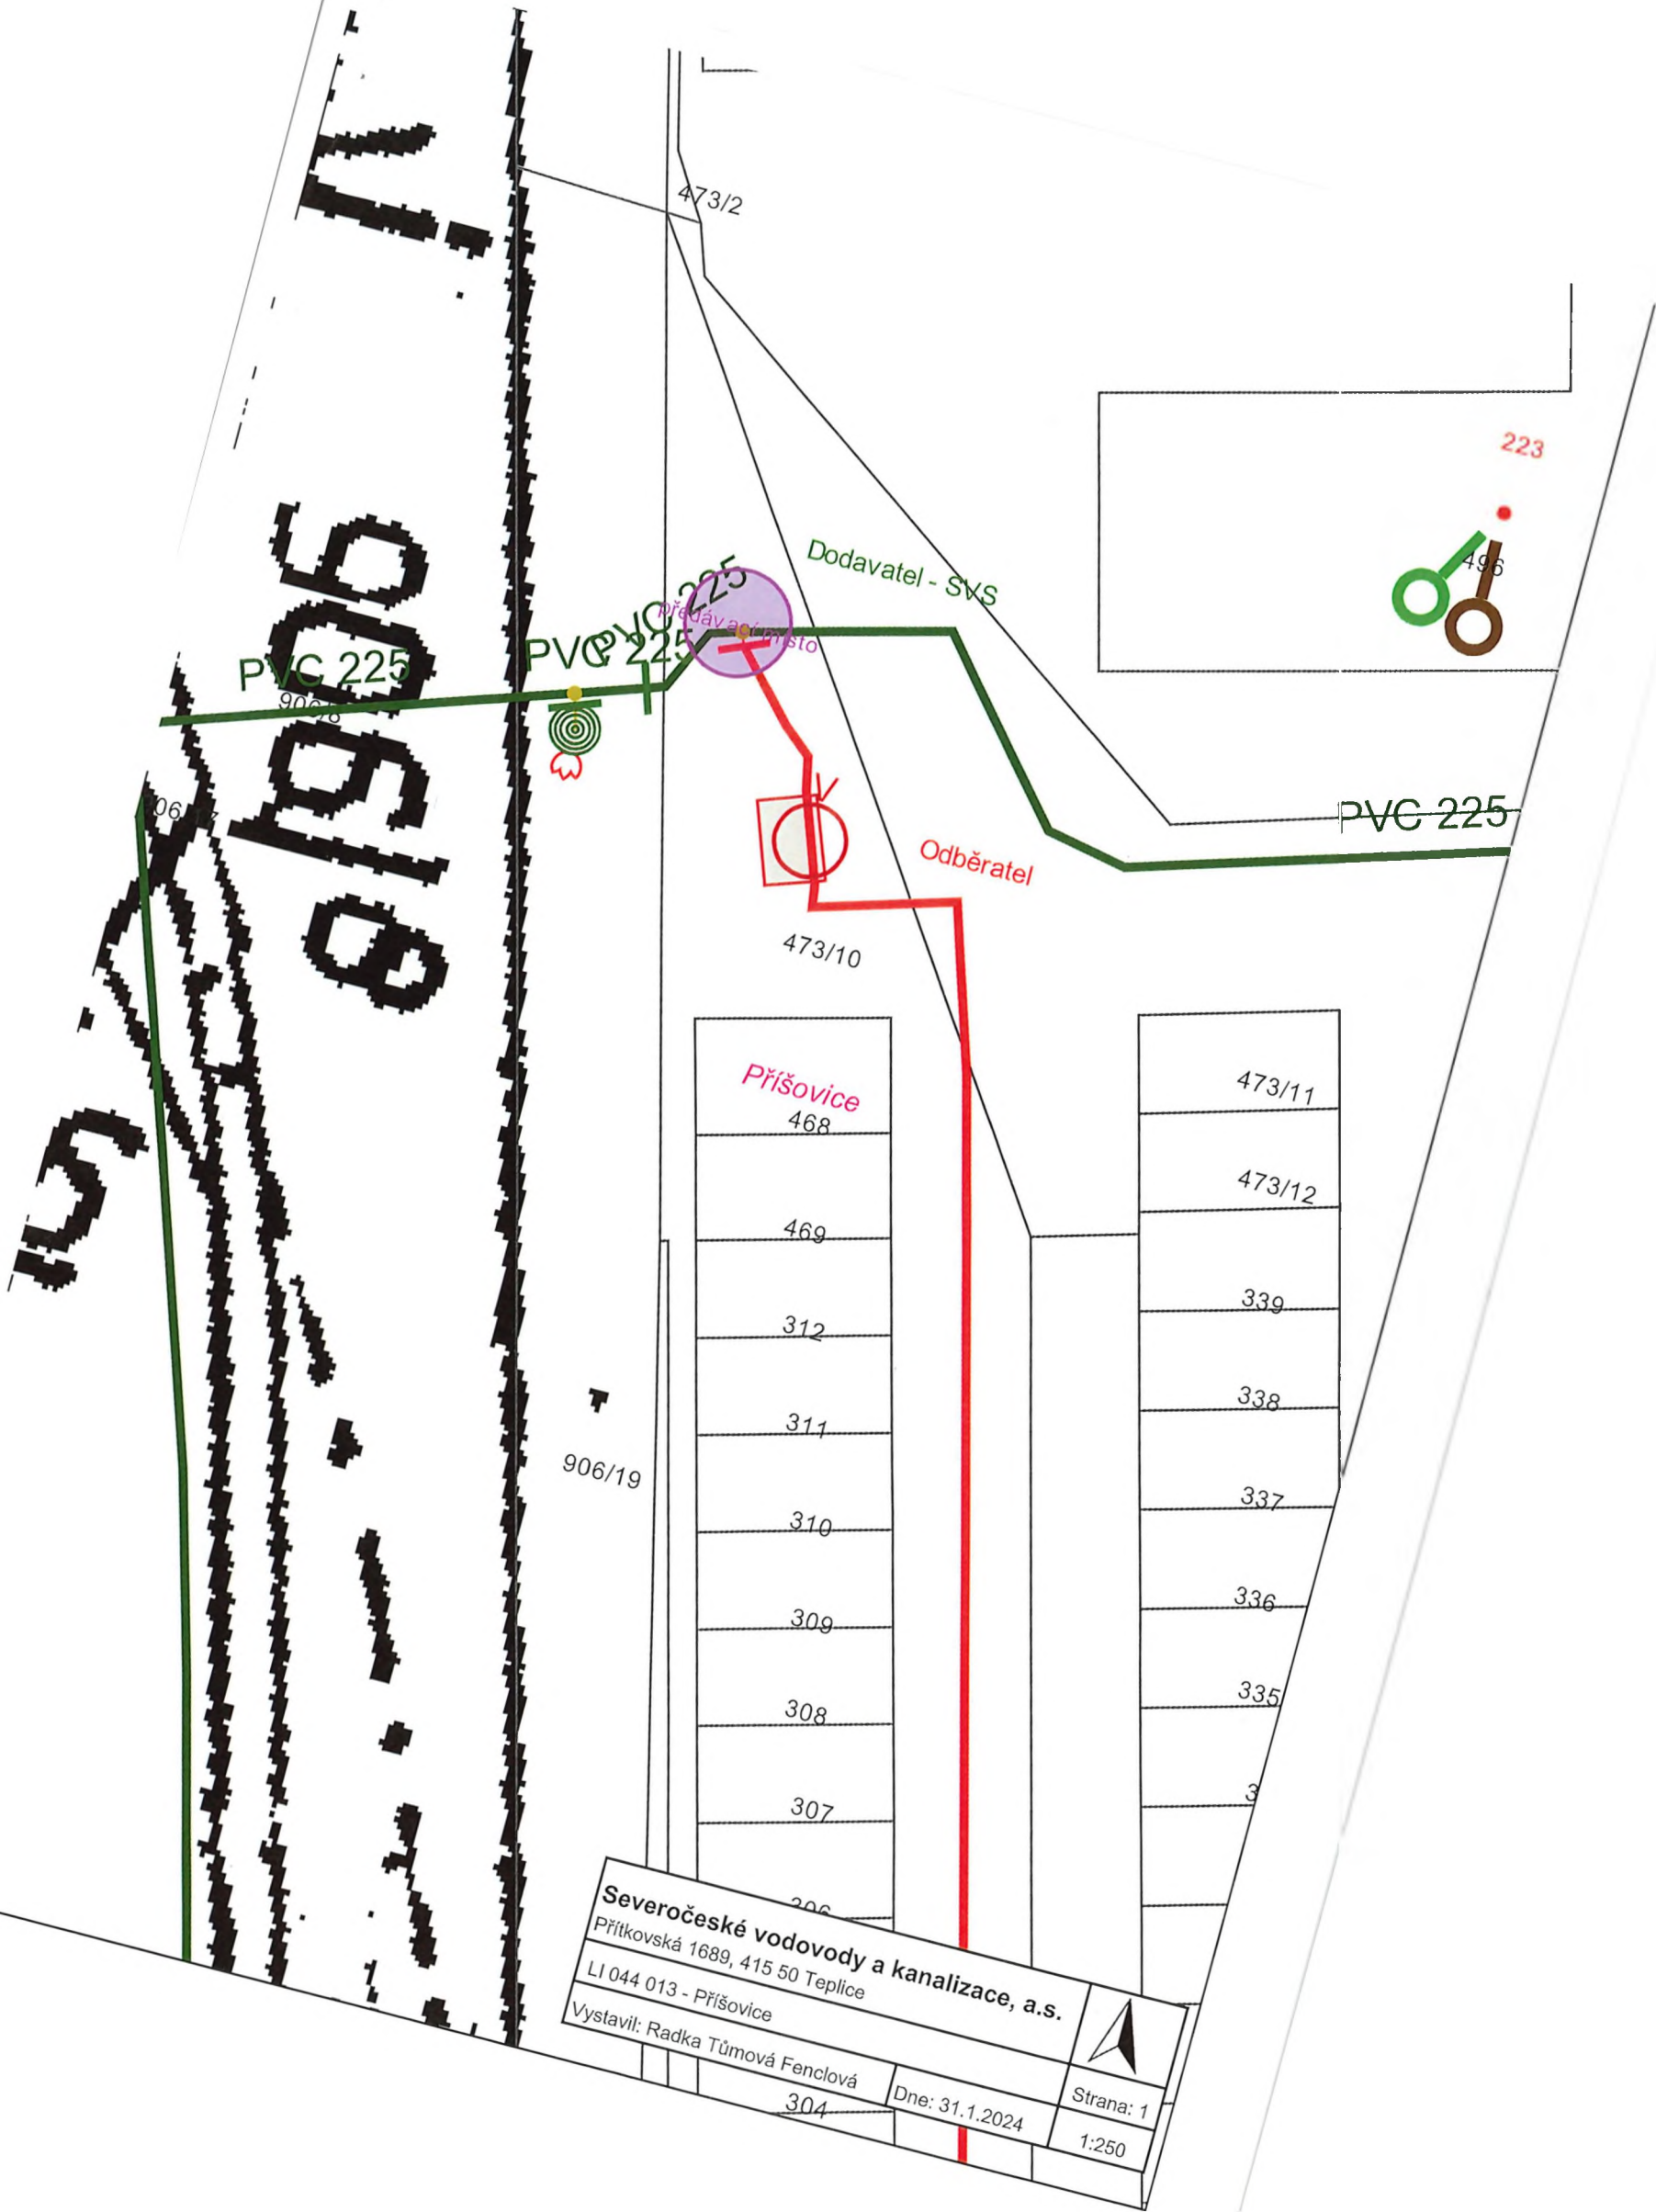 473/2
223
496
906/19
PVC 225
PVC 225
PVC 225
předávací místo
Dodavatel - SVS
PVC 225
V
Odběratel
473/10
Příšovice
468
469
312
311
310
309
308
307
306
304
473/11
473/12
339
338
337
336
335
3
906/19
Severočeské vodovody a kanalizace, a.s.
Přítkovská 1689, 415 50 Teplice
LI 044 013 - Příšovice
Vystavil: Radka Tůmová Fenclová
Dne: 31.1.2024
Strana: 1
1:250